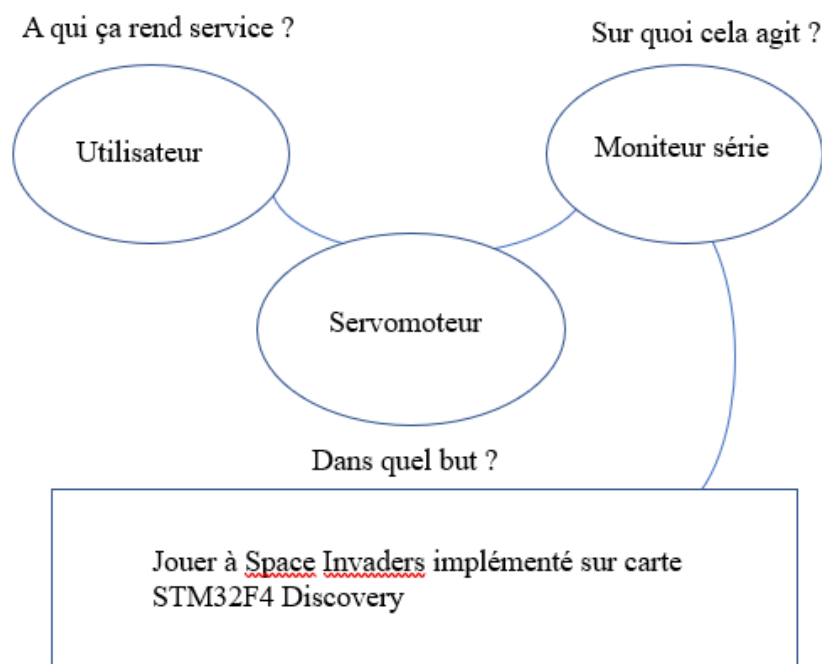 A qui ça rend service ?
Sur quoi cela agit ?
Utilisateur
Moniteur série
Servomoteur
Dans quel but ?
Jouer à Space Invaders implémenté sur carte
STM32F4 Discovery